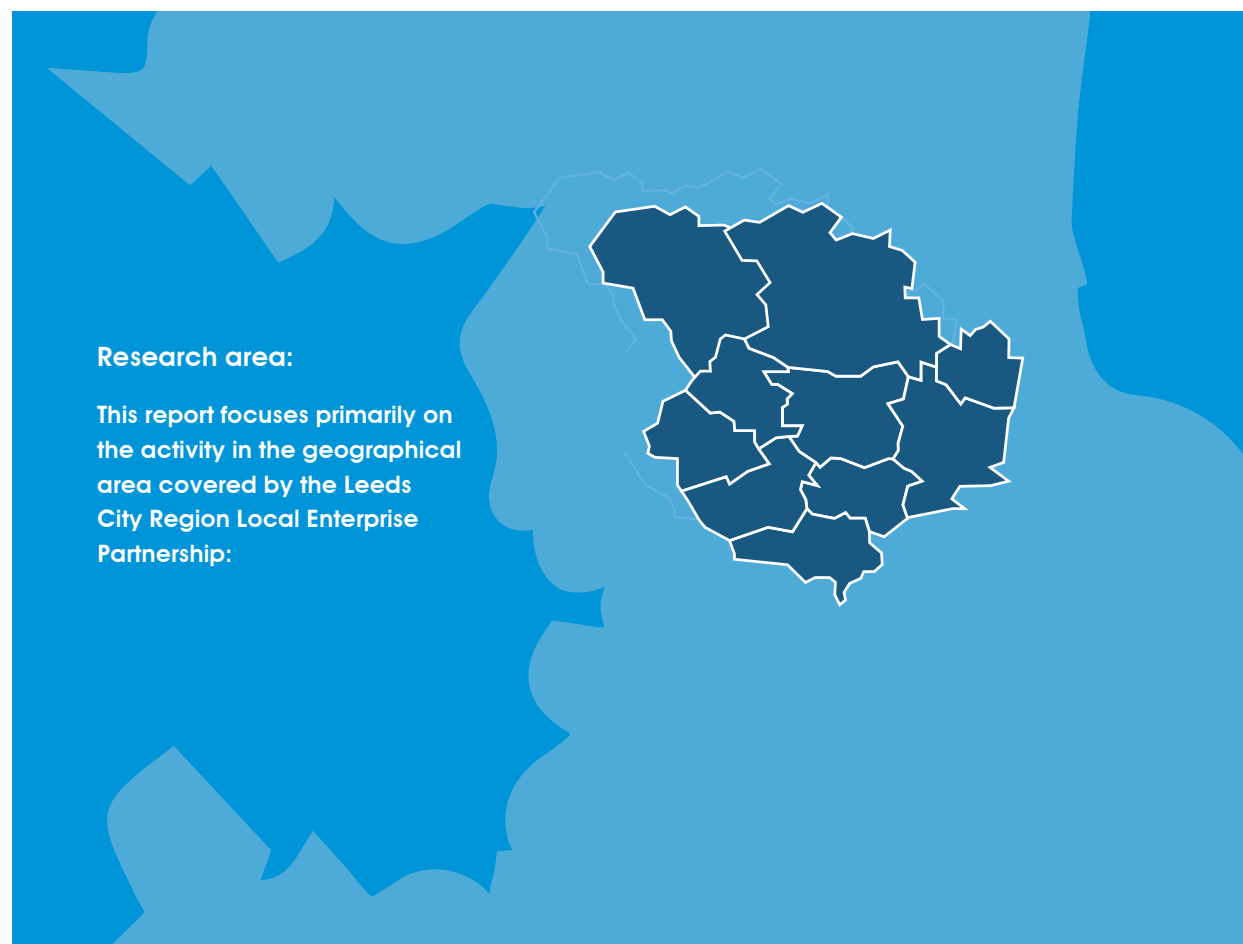 Research area:
This report focuses primarily on
the activity in the geographical
area covered by the Leeds
City Region Local Enterprise
Partnership: